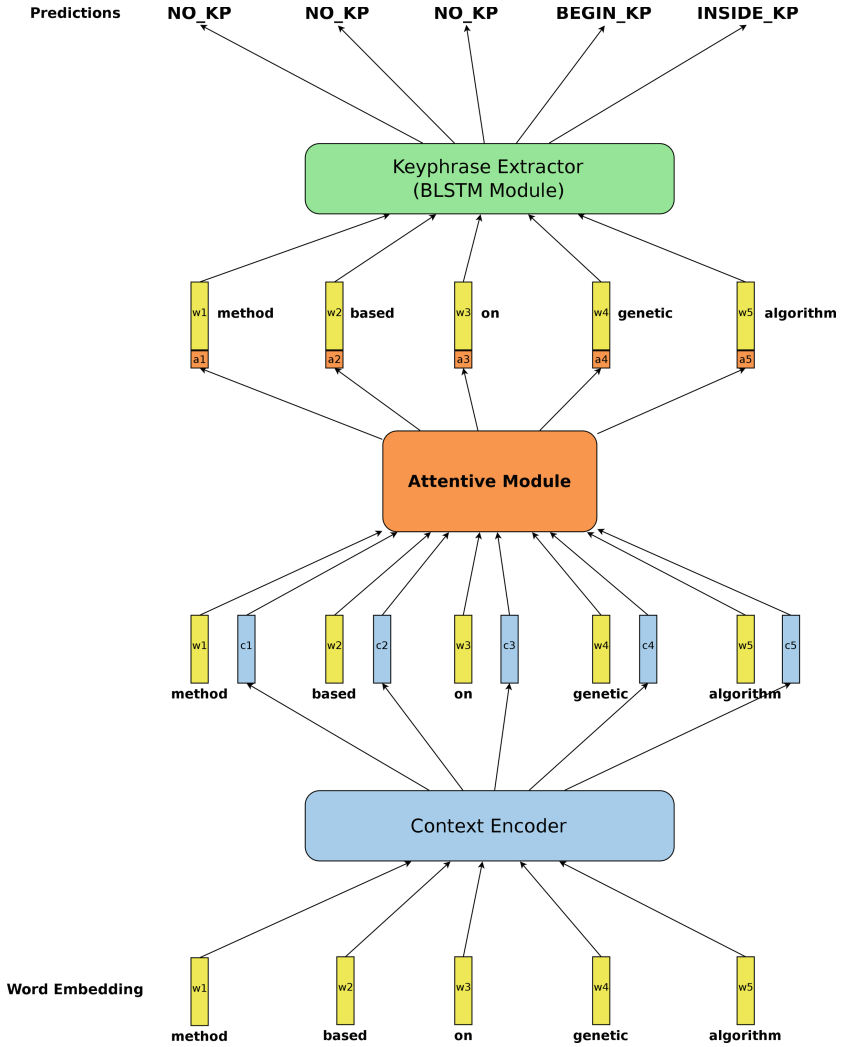 Predictions NO_KP NO_KP NO_KP BEGIN_KP INSIDE_KP
Keyphrase Extractor
(BLSTM Module)
w1 method w2 based w3 on w4 genetic w5 algorithm
a1 a2 a3 a4 a5
Attentive Module
w1 c1 w2 c2 w3 c3 w4 c4 w5 c5
method based on genetic algorithm
Context Encoder
Word Embedding w1 w2 w3 w4 w5
method based on genetic algorithm